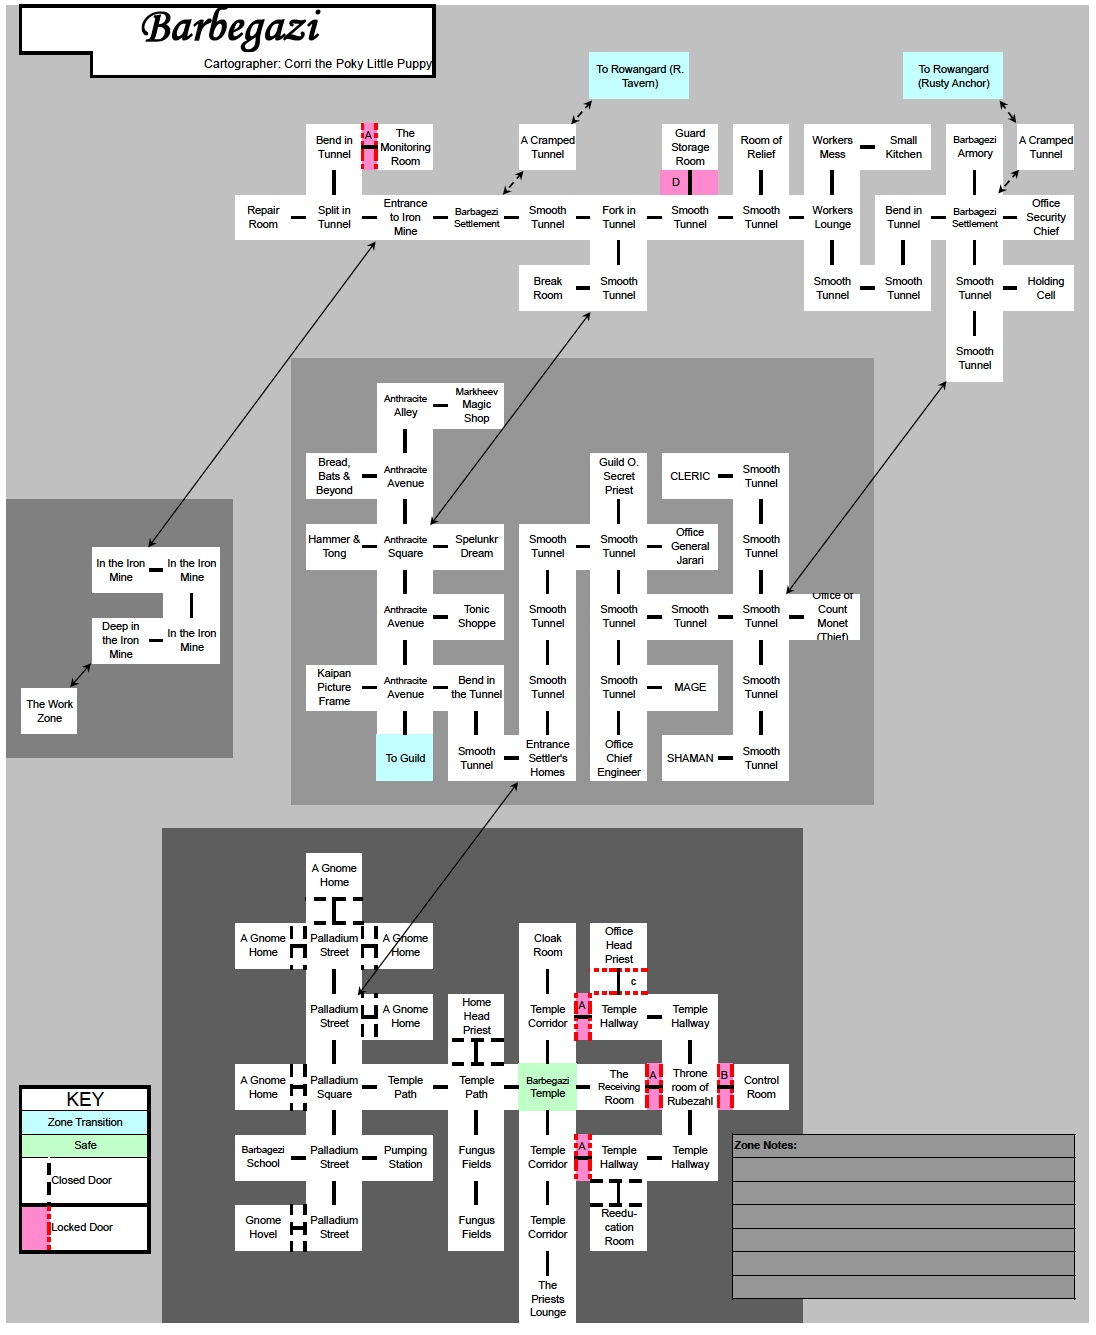 Barbegazi
Cartographer: Corri the Poky Little Puppy
To Rowangard (R.
Tavern)
To Rowangard
(Rusty Anchor)
Bend in
Tunnel
A
The
Monitoring
Room
A Cramped
Tunnel
Guard
Storage
Room
D
Room of
Relief
Workers
Mess
Small
Kitchen
Barbagezi
Armory
A Cramped
Tunnel
Repair
Room
Split in
Tunnel
Entrance
to Iron
Mine
Barbagezi
Settlement
Smooth
Tunnel
Fork in
Tunnel
Smooth
Tunnel
Smooth
Tunnel
Workers
Lounge
Bend in
Tunnel
Barbagezi
Settlement
Office
Security
Chief
Break
Room
Smooth
Tunnel
Smooth
Tunnel
Smooth
Tunnel
Smooth
Tunnel
Holding
Cell
Smooth
Tunnel
Anthracite
Alley
Markheev
Magic
Shop
Bread,
Bats &
Beyond
Anthracite
Avenue
Guild O.
Secret
Priest
CLERIC
Smooth
Tunnel
Hammer &
Tong
Anthracite
Square
Spelunkr
Dream
Smooth
Tunnel
Smooth
Tunnel
Office
General
Jarari
Smooth
Tunnel
Anthracite
Avenue
Tonic
Shoppe
Smooth
Tunnel
Smooth
Tunnel
Smooth
Tunnel
Smooth
Tunnel
Office of
Count
Monet
(Thief)
Kaipan
Picture
Frame
Anthracite
Avenue
Bend in
the Tunnel
Smooth
Tunnel
Smooth
Tunnel
MAGE
Smooth
Tunnel
To Guild
Smooth
Tunnel
Entrance
Settler's
Homes
Office
Chief
Engineer
SHAMAN
Smooth
Tunnel
In the Iron
Mine
In the Iron
Mine
Deep in
the Iron
Mine
In the Iron
Mine
The Work
Zone
A Gnome
Home
A Gnome
Home
Palladium
Street
A Gnome
Home
Cloak
Room
Office
Head
Priest
c
Palladium
Street
A Gnome
Home
Home
Head
Priest
Temple
Corridor
A
Temple
Hallway
Temple
Hallway
A Gnome
Home
Palladium
Square
Temple
Path
Temple
Path
Barbegazi
Temple
The
Receiving
Room
A
Throne
room of
Rubezahl
B
Control
Room
Barbagezi
School
Palladium
Street
Pumping
Station
Fungus
Fields
Temple
Corridor
A
Temple
Hallway
Temple
Hallway
Gnome
Hovel
Palladium
Street
Fungus
Fields
Temple
Corridor
Reedu-
cation
Room
The
Priests
Lounge
KEY
Zone Transition
Safe
Closed Door
Locked Door
Zone Notes: